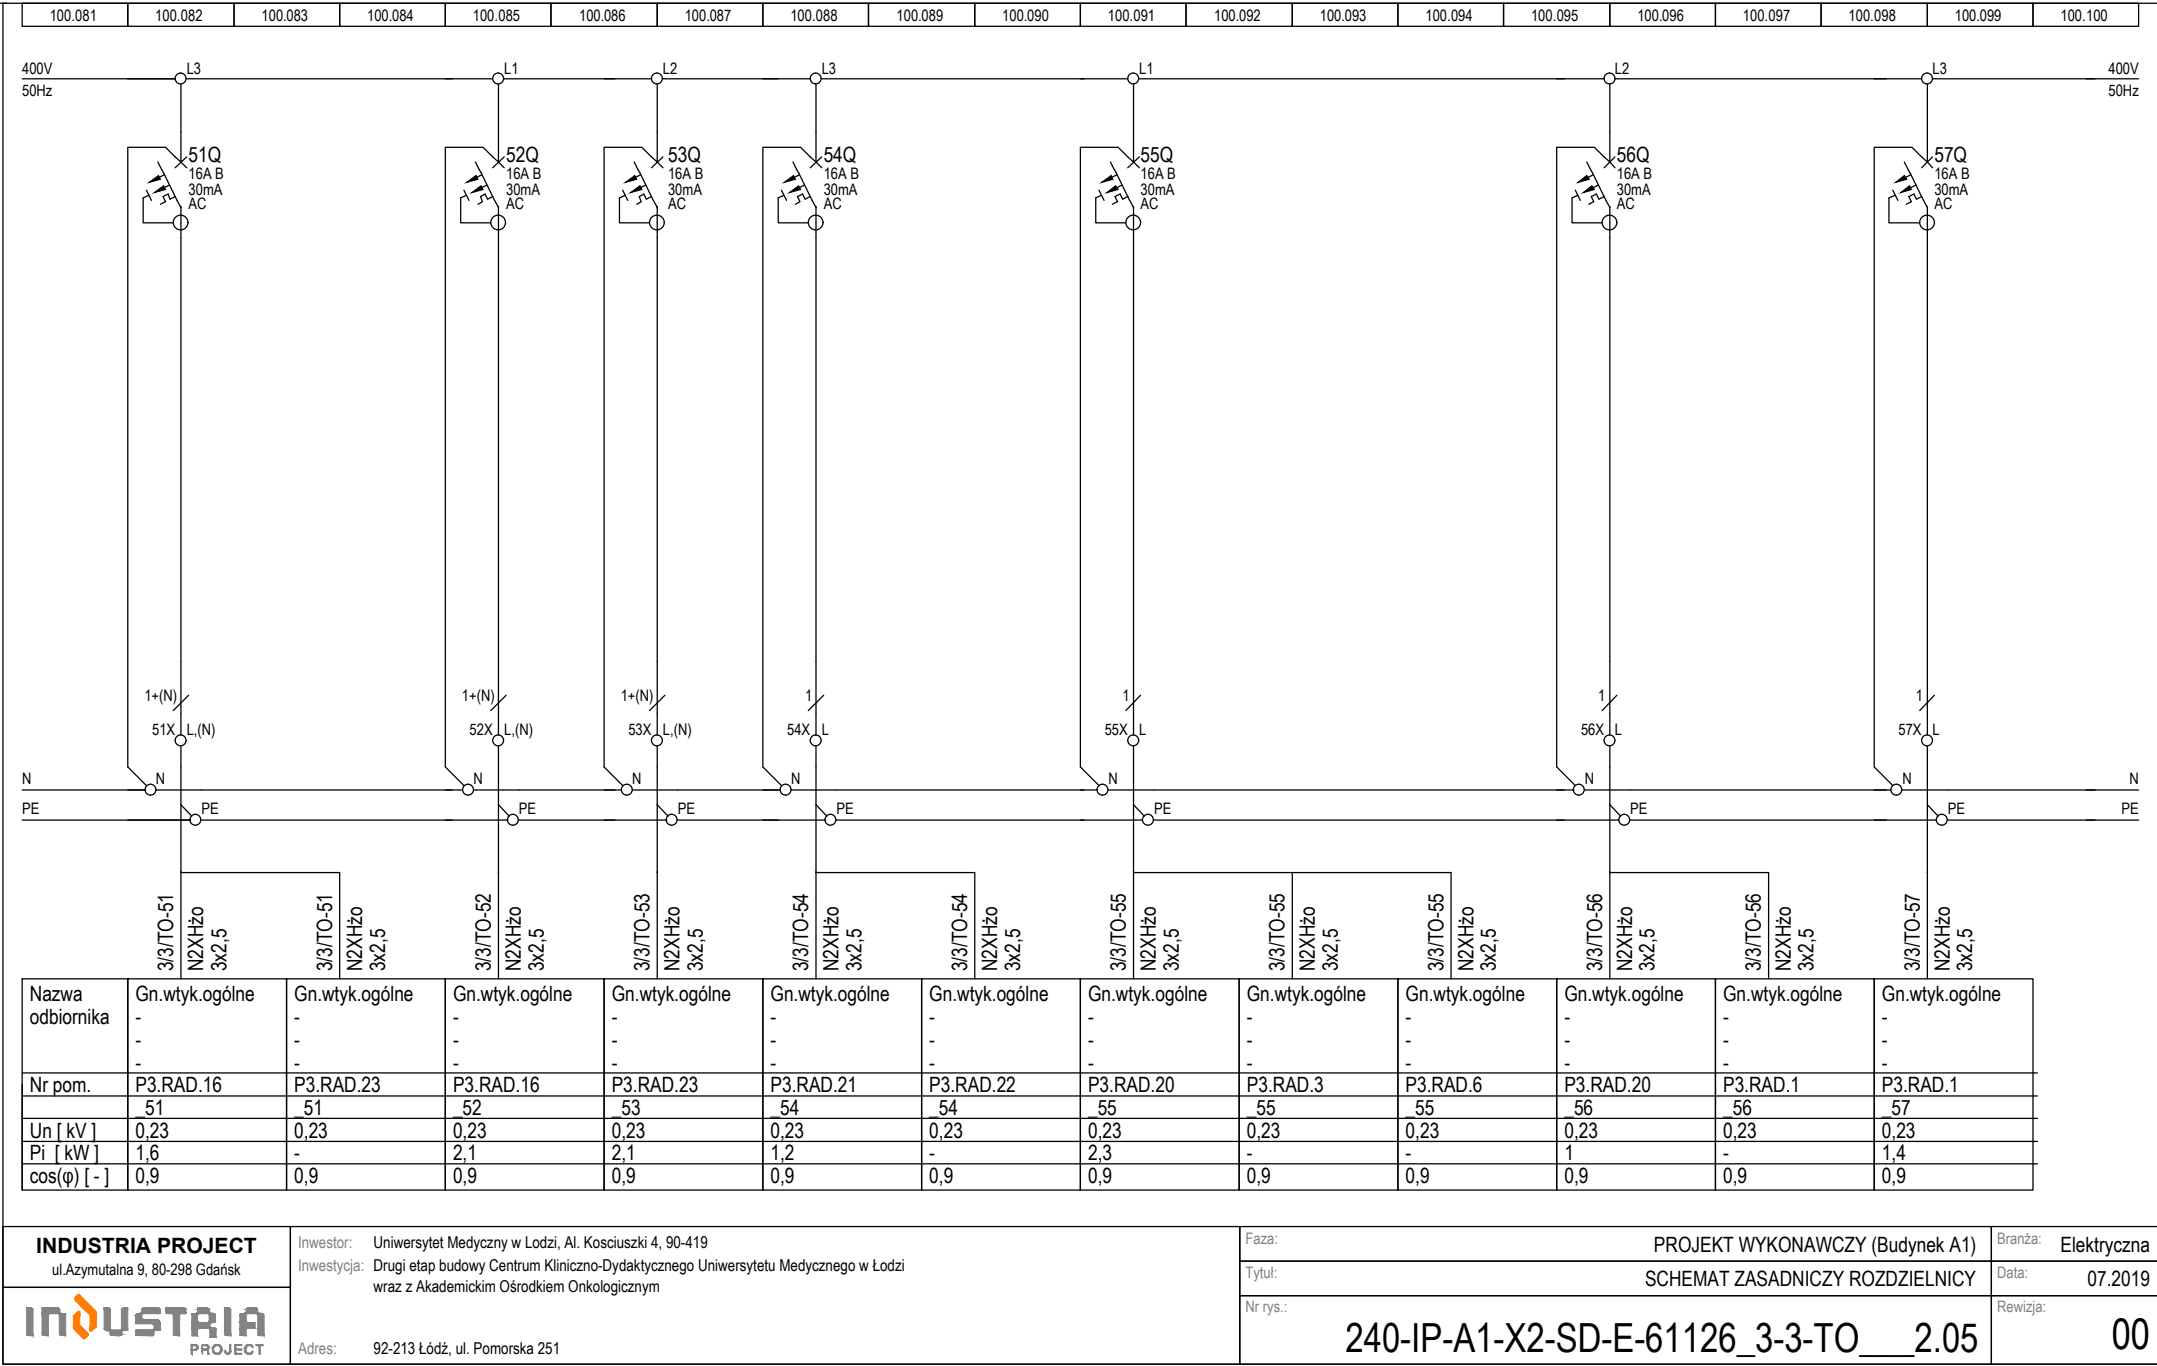 100.081 100.082 100.083 100.084 100.085 100.086 100.087 100.088 100.089 100.090 100.091 100.092 100.093 100.094 100.095 100.096 100.097 100.098 100.099 100.100
400V L3 L1 L2 L3 L1 L2 L3 400V
50Hz 50Hz
51Q 52Q 53Q 54Q 55Q 56Q 57Q
16A B 16A B 16A B 16A B 16A B 16A B 16A B
30mA 30mA 30mA 30mA 30mA 30mA 30mA
AC AC AC AC AC AC AC
1+(N) 1+(N) 1+(N) 1 1 1 1
51X L,(N) 52X L,(N) 53X L,(N) 54X L 55X L 56X L 57X L
N N N N N N N N N
PE PE PE PE PE PE PE PE PE
3/3/TO-51 3/3/TO-51 3/3/TO-52 3/3/TO-53 3/3/TO-54 3/3/TO-54 3/3/TO-55 3/3/TO-55 3/3/TO-55 3/3/TO-56 3/3/TO-56 3/3/TO-57
N2XHżo N2XHżo N2XHżo N2XHżo N2XHżo N2XHżo N2XHżo N2XHżo N2XHżo N2XHżo N2XHżo N2XHżo
3x2,5 3x2,5 3x2,5 3x2,5 3x2,5 3x2,5 3x2,5 3x2,5 3x2,5 3x2,5 3x2,5 3x2,5
Nazwa Gn.wtyk.ogólne Gn.wtyk.ogólne Gn.wtyk.ogólne Gn.wtyk.ogólne Gn.wtyk.ogólne Gn.wtyk.ogólne Gn.wtyk.ogólne Gn.wtyk.ogólne Gn.wtyk.ogólne Gn.wtyk.ogólne Gn.wtyk.ogólne Gn.wtyk.ogólne
odbiornika - - - - - - - - - - - -
- - - - - - - - - - - -
- - - - - - - - - - - -
Nr pom. P3.RAD.16 P3.RAD.23 P3.RAD.16 P3.RAD.23 P3.RAD.21 P3.RAD.22 P3.RAD.20 P3.RAD.3 P3.RAD.6 P3.RAD.20 P3.RAD.1 P3.RAD.1
_51 _51 _52 _53 _54 _54 _55 _55 _55 _56 _56 _57
Un [ kV ] 0,23 0,23 0,23 0,23 0,23 0,23 0,23 0,23 0,23 0,23 0,23 0,23
Pi [ kW ] 1,6 - 2,1 2,1 1,2 - 2,3 - - 1 - 1,4
cos(φ) [ - ] 0,9 0,9 0,9 0,9 0,9 0,9 0,9 0,9 0,9 0,9 0,9 0,9
INDUSTRIA PROJECT
ul.Azymutalna 9, 80-298 Gdańsk
INDUSTRIA
PROJECT
Inwestor: Uniwersytet Medyczny w Lodzi, Al. Kosciuszki 4, 90-419
Inwestycja: Drugi etap budowy Centrum Kliniczno-Dydaktycznego Uniwersytetu Medycznego w Łodzi
wraz z Akademickim Ośrodkiem Onkologicznym
Adres: 92-213 Łódź, ul. Pomorska 251
Faza: PROJEKT WYKONAWCZY (Budynek A1)
Branża: Elektryczna
Tytuł: SCHEMAT ZASADNICZY ROZDZIELNICY
Data: 07.2019
Nr rys.: 240-IP-A1-X2-SD-E-61126_3-3-TO___2.05
Rewizja: 00